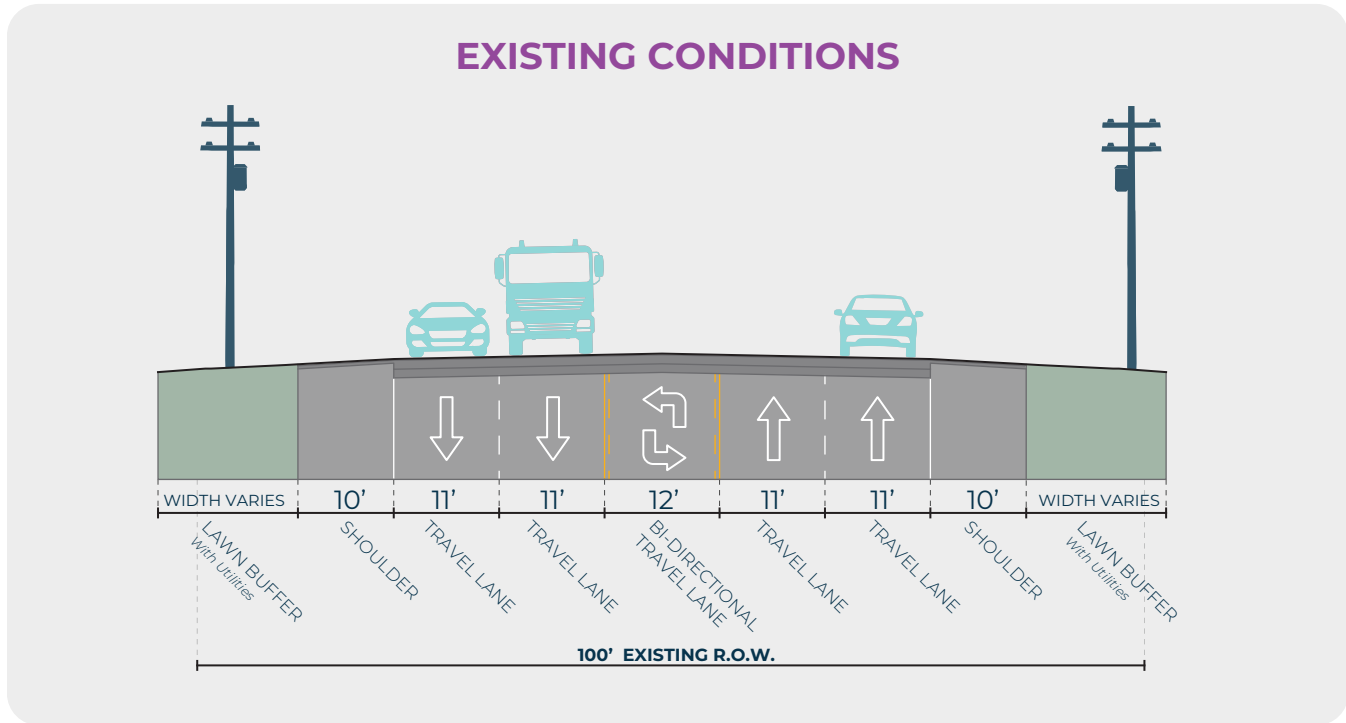 EXISTING CONDITIONS
WIDTH VARIES
10’
11’
11’
12’
11’
11’
10’
WIDTH VARIES
LAWN BUFFER
With Utilities
SHOULDER
TRAVEL LANE
TRAVEL LANE
BI-DIRECTIONAL
TRAVEL LANE
TRAVEL LANE
TRAVEL LANE
SHOULDER
LAWN BUFFER
With Utilities
100’ EXISTING R.O.W.